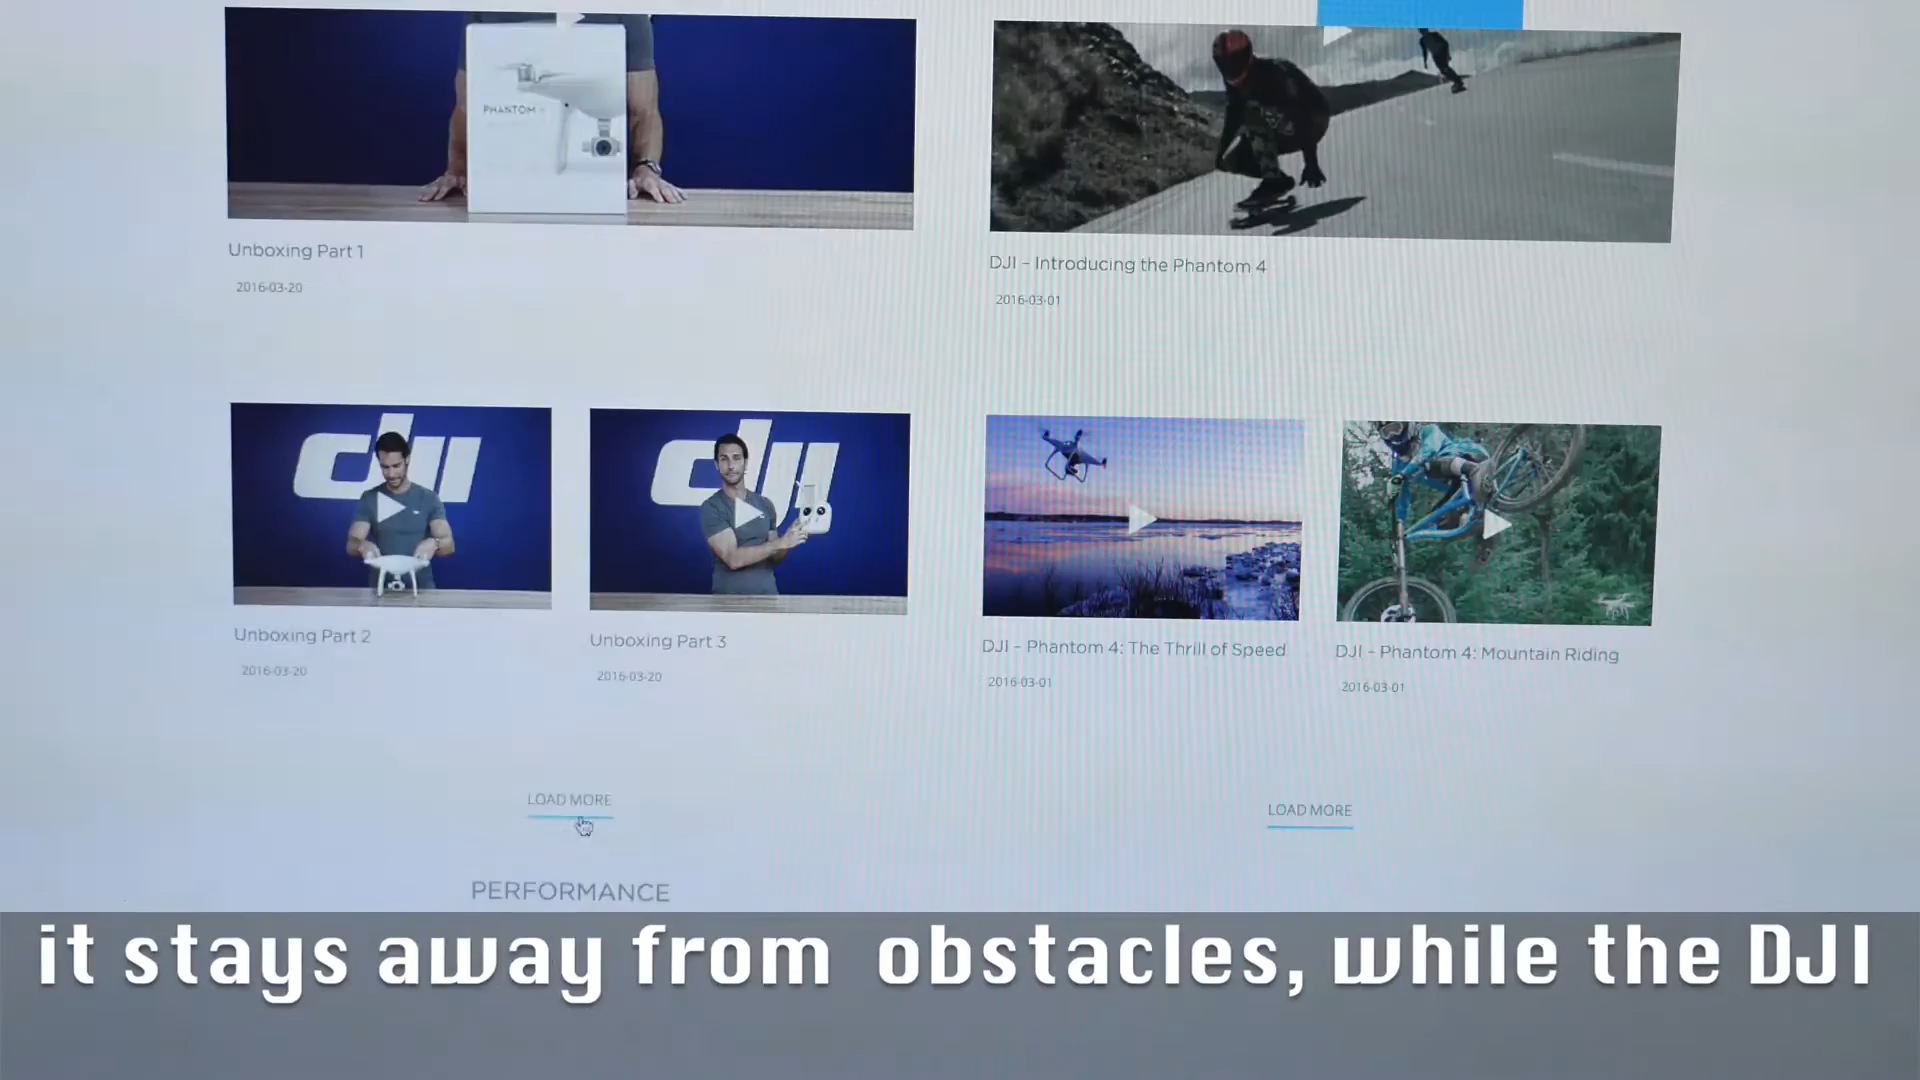 PHANTOM
Unboxing Part 1
2016-03-20
DJI – Introducing the Phantom 4
2016-03-01
dji
dji
Unboxing Part 2
2016-03-20
Unboxing Part 3
2016-03-20
DJI – Phantom 4: The Thrill of Speed
2016-03-01
DJI – Phantom 4: Mountain Riding
2016-03-01
LOAD MORE
LOAD MORE
PERFORMANCE
it stays away from obstacles, while the DJI